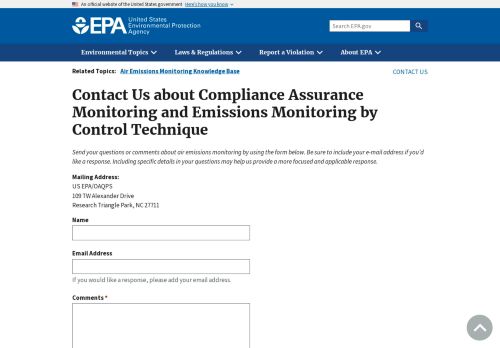 An official website of the United States government Here's how you know
EPA United States
Environmental Protection
Agency
Search EPA.gov
Environmental Topics Laws & Regulations Report a Violation About EPA
Related Topics: Air Emissions Monitoring Knowledge Base CONTACT US
Contact Us about Compliance Assurance
Monitoring and Emissions Monitoring by
Control Technique
Send your questions or comments about air emissions monitoring by using the form below. Be sure to include your e-mail address if you'd
like a response. Including specific details in your questions may help us provide a more focused and applicable response.
Mailing Address:
US EPA/OAQPS
109 TW Alexander Drive
Research Triangle Park, NC 27711
Name
Email Address
If you would like a response, please add your email address.
Comments *